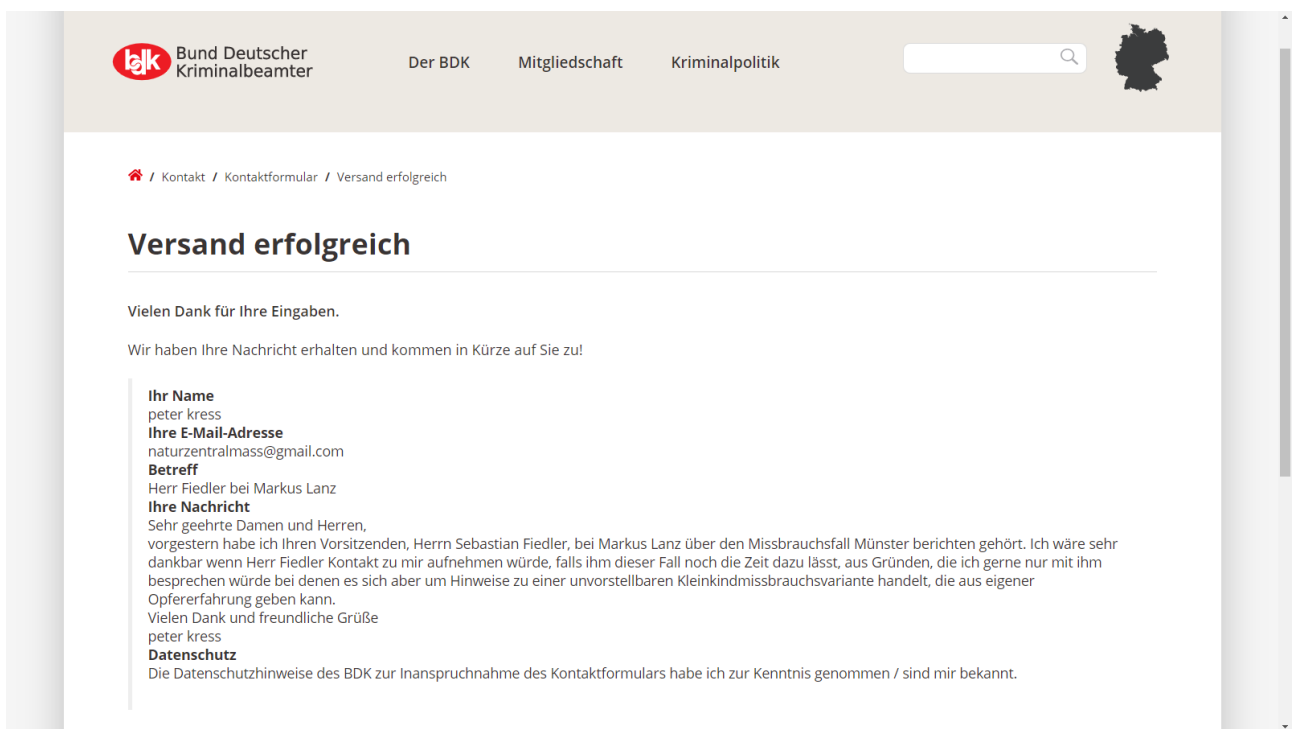 bdk Bund Deutscher
Kriminalbeamter
Der BDK Mitgliedschaft Kriminalpolitik
/ Kontakt / Kontaktformular / Versand erfolgreich
Versand erfolgreich
Vielen Dank für Ihre Eingaben.
Wir haben Ihre Nachricht erhalten und kommen in Kürze auf Sie zu!
Ihr Name
peter kress
Ihre E-Mail-Adresse
naturzentralmass@gmail.com
Betreff
Herr Fiedler bei Markus Lanz
Ihre Nachricht
Sehr geehrte Damen und Herren,
vorgestern habe ich Ihren Vorsitzenden, Herrn Sebastian Fiedler, bei Markus Lanz über den Missbrauchsfall Münster berichten gehört. Ich wäre sehr
dankbar wenn Herr Fiedler Kontakt zu mir aufnehmen würde, falls ihm dieser Fall noch die Zeit dazu lässt, aus Gründen, die ich gerne nur mit ihm
besprechen würde bei denen es sich aber um Hinweise zu einer unvorstellbaren Kleinkindmissbrauchsvariante handelt, die aus eigener
Opfererfahrung geben kann.
Vielen Dank und freundliche Grüße
peter kress
Datenschutz
Die Datenschutzhinweise des BDK zur Inanspruchnahme des Kontaktformulars habe ich zur Kenntnis genommen / sind mir bekannt.